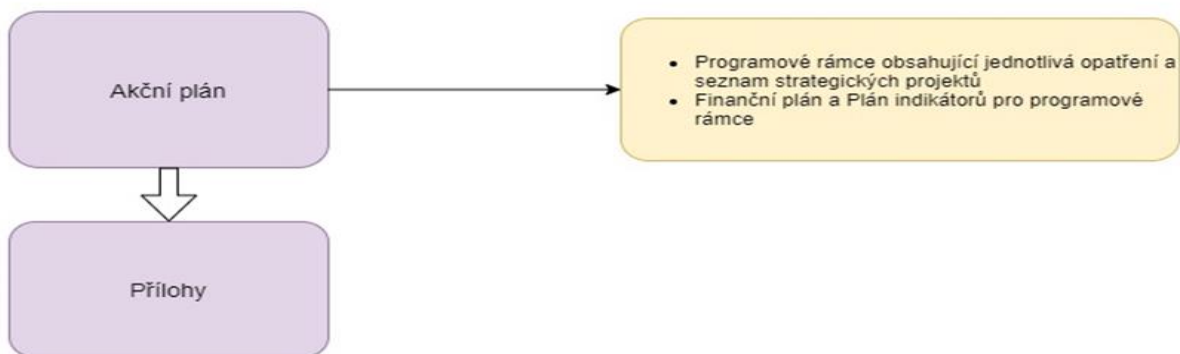 Akční plán
• Programové rámce obsahující jednotlivá opatření a
seznam strategických projektů
• Finanční plán a Plán indikátorů pro programové
rámce
Přílohy